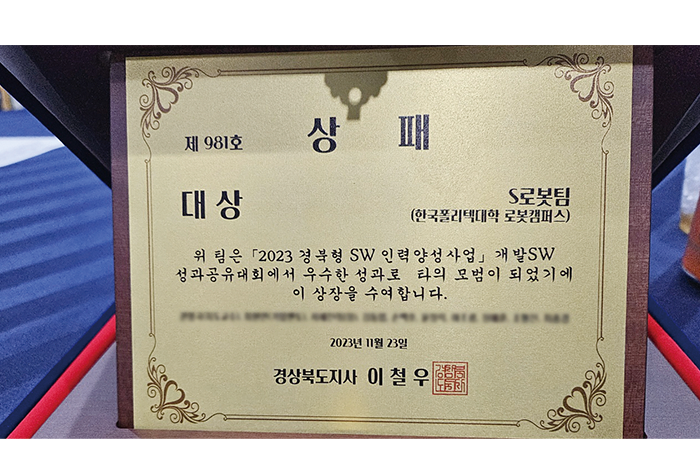 상 패
제 981호
대상
S로봇팀
(한국폴리텍대학 로봇캠퍼스)
위 팀은 「2023 경북형 SW 인력양성사업」 개발SW
성과공유대회에서 우수한 성과로 타의 모범이 되었기에
이 상장을 수여합니다.
2023년 11월 23일
경상북도지사 이철우